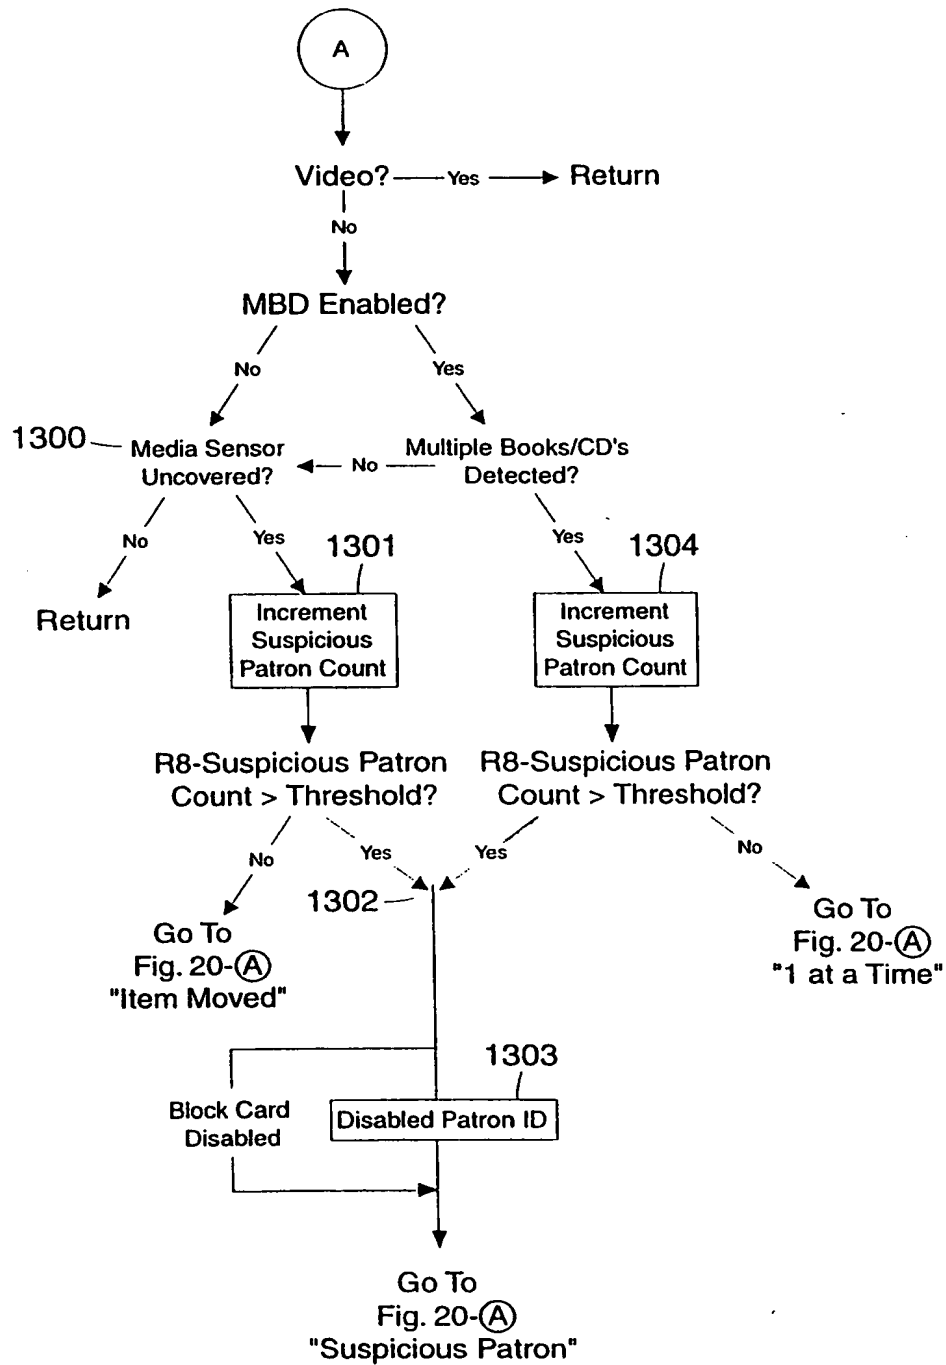 A
Video?
Yes
Return
No
MBD Enabled?
No
Yes
1300
Media Sensor
Uncovered?
No
Multiple Books/CD's
Detected?
No
Yes
Yes
1301
1304
Return
Increment
Suspicious
Patron Count
Increment
Suspicious
Patron Count
R8-Suspicious Patron
Count > Threshold?
R8-Suspicious Patron
Count > Threshold?
No
Yes
Yes
No
1302
Go To
Fig. 20-A
"Item Moved"
Go To
Fig. 20-A
"1 at a Time"
1303
Block Card
Disabled
Disabled Patron ID
Go To
Fig. 20-A
"Suspicious Patron"